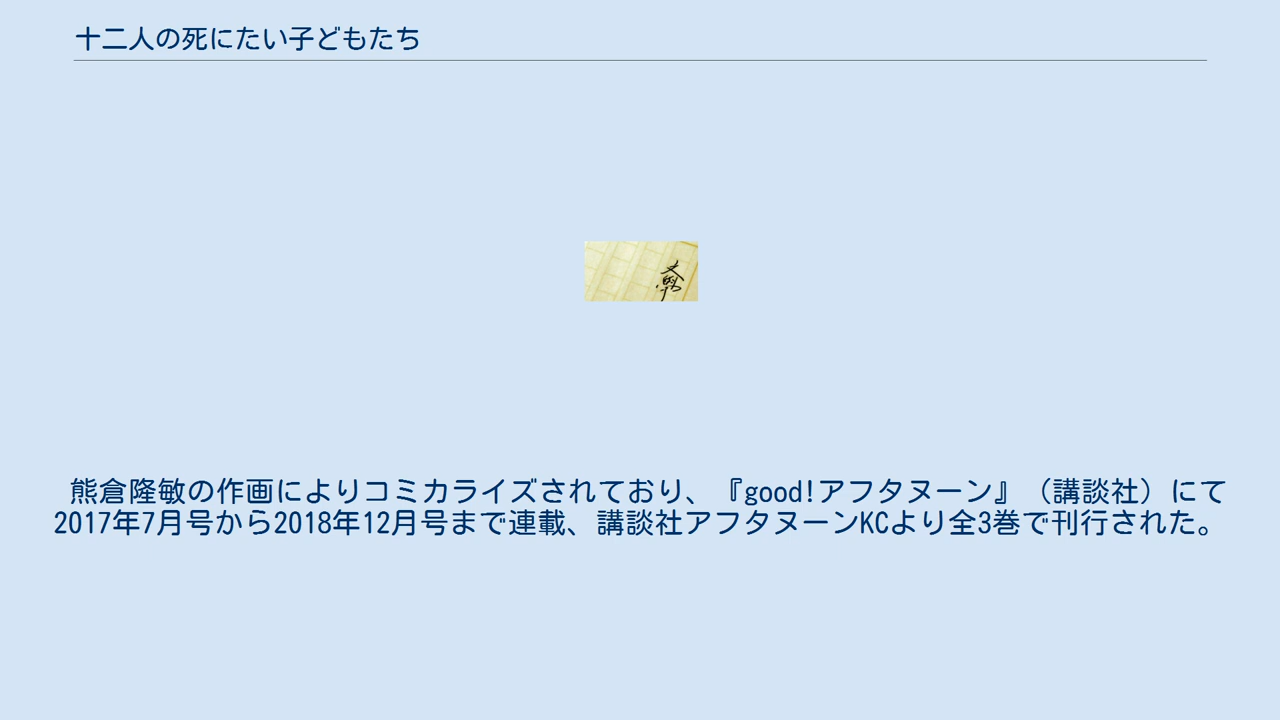 十二人の死にたい子どもたち
熊倉隆敏の作画によりコミカライズされており、『good!アフタヌーン』（講談社）にて
2017年7月号から2018年12月号まで連載、講談社アフタヌーンKCより全3巻で刊行された。